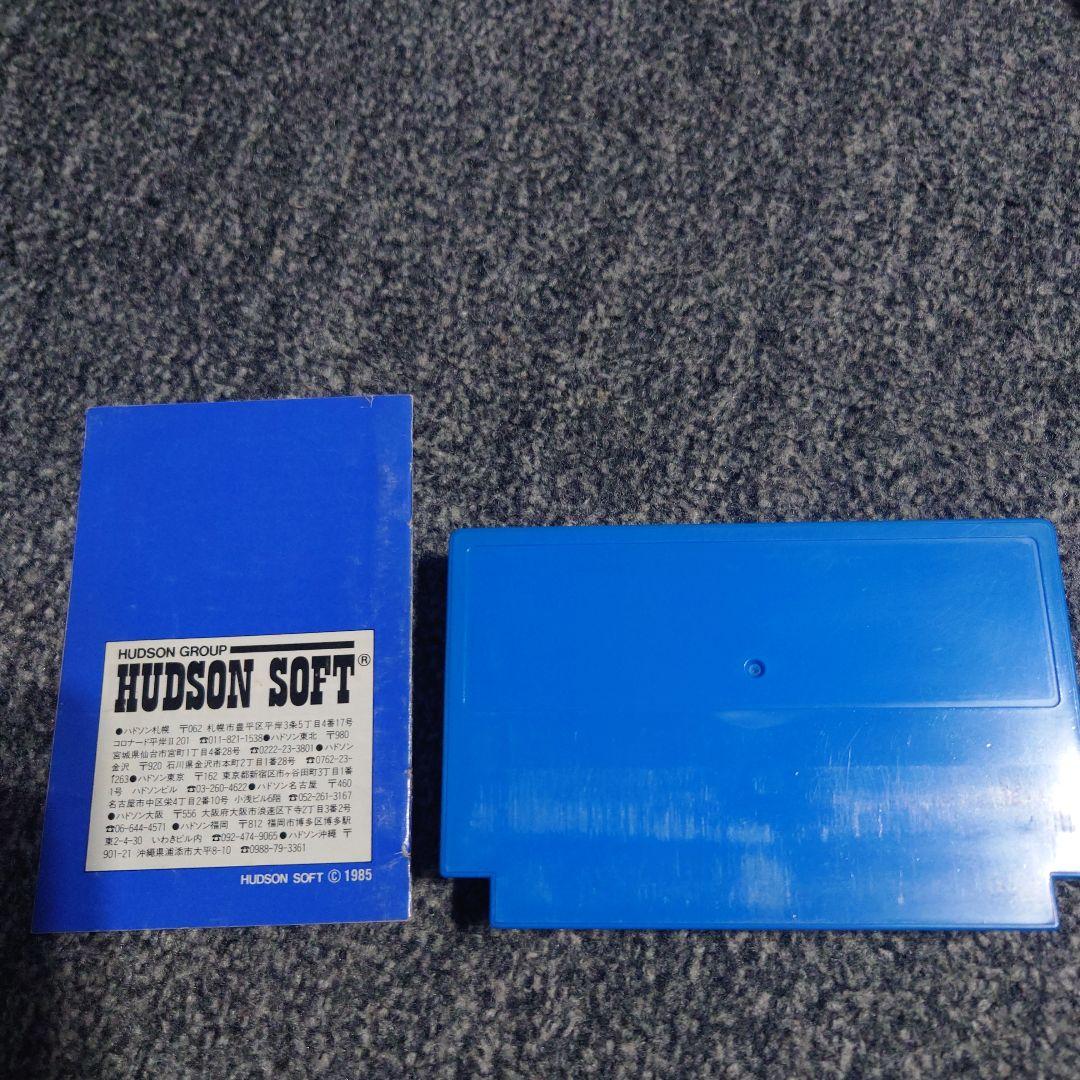 HUDSON GROUP
HUDSON SOFT®
●ハドソン札幌 〒062 札幌市豊平区平岸3条5丁目4番17号
コロナード平岸Ⅱ201 ☎011-821-1538●ハドソン東北 〒980
宮城県仙台市宮町1丁目4番28号 ☎0222-23-3801●ハドソン
金沢 〒920 石川県金沢市本町2丁目1番28号 ☎0762-23-
1263●ハドソン東京 〒162 東京都新宿区市ヶ谷田町3丁目1番
1号 ハドソンビル ☎03-260-4622●ハドソン名古屋 〒460
名古屋市中区栄4丁目2番10号 小浅ビル6階 ☎052-261-3167
●ハドソン大阪 〒556 大阪府大阪市浪速区下寺2丁目3番2号
☎06-644-4571 ●ハドソン福岡 〒812 福岡市博多区博多駅
東2-4-30 いわきビル内 ☎092-474-9065●ハドソン沖縄 〒
901-21 沖縄県浦添市大平8-10 ☎0988-79-3361
HUDSON SOFT © 1985